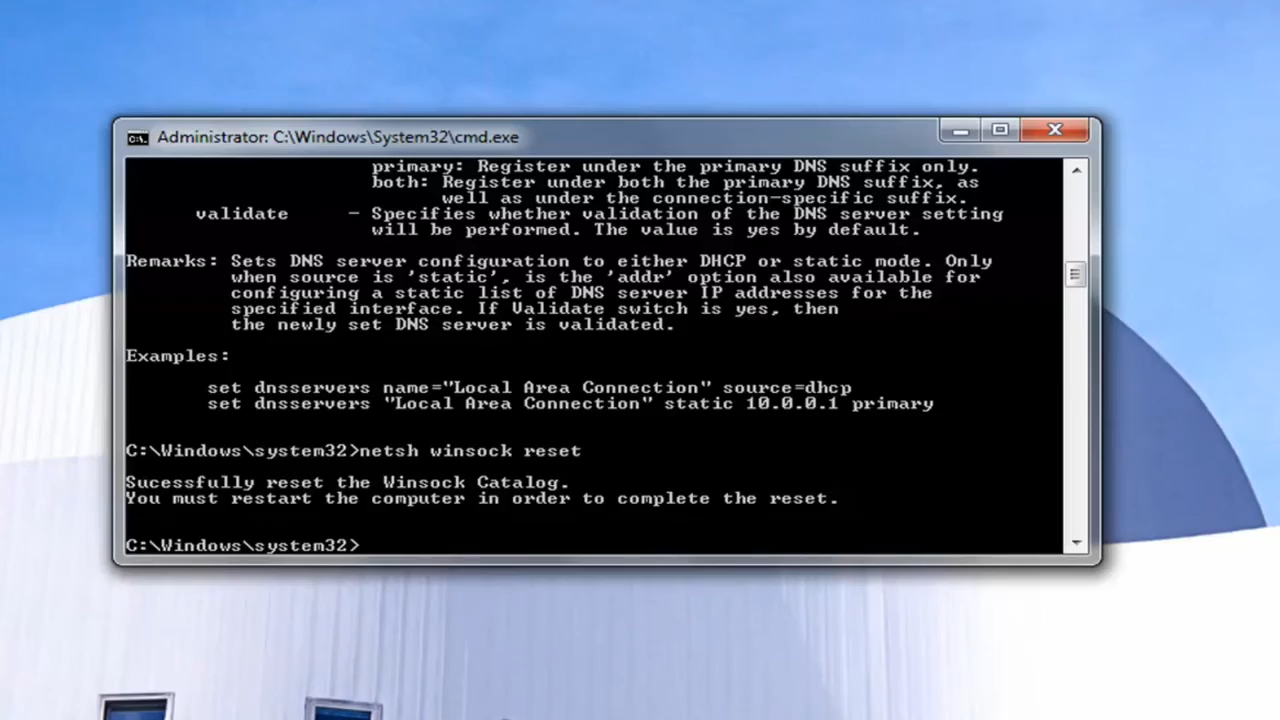 Administrator: C:\Windows\System32\cmd.exe
primary: Register under the primary DNS suffix only.
both: Register under both the primary DNS suffix, as
well as under the connection-specific suffix.
validate - Specifies whether validation of the DNS server setting
will be performed. The value is yes by default.
Remarks: Sets DNS server configuration to either DHCP or static mode. Only
when source is 'static', is the 'addr' option also available for
configuring a static list of DNS server IP addresses for the
specified interface. If Validate switch is yes, then
the newly set DNS server is validated.
Examples:
set dnsservers name="Local Area Connection" source=dhcp
set dnsservers "Local Area Connection" static 10.0.0.1 primary
C:\Windows\system32>netsh winsock reset
Sucessfully reset the Winsock Catalog.
You must restart the computer in order to complete the reset.
C:\Windows\system32>